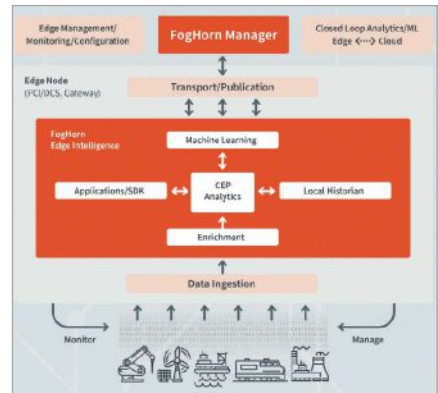 Edge Management/
Monitoring/Configuration
FogHorn Manager
Closed Loop Analytics/ML
Edge <---> Cloud
Edge Node
(PCI/DCS, Gateway)
Transport/Publication
FogHorn
Edge Intelligence
Machine Learning
Applications/SDK
CEP
Analytics
Local Historian
Enrichment
Data Ingestion
Monitor
Manage